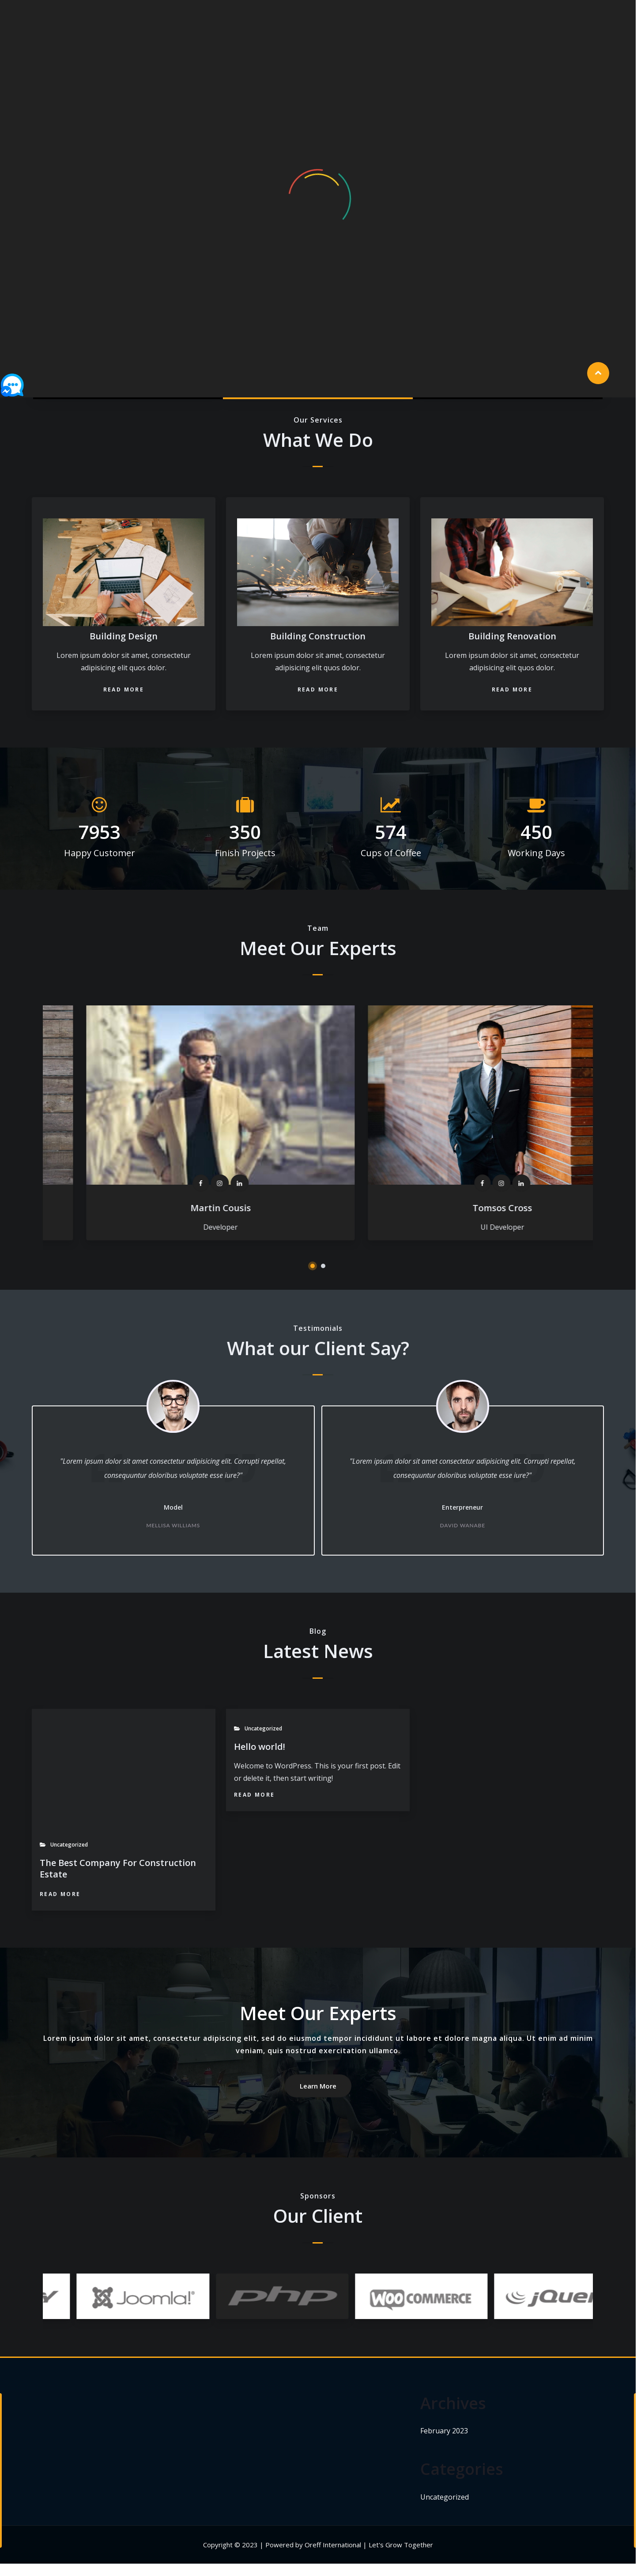 Our Services
What We Do
Building Design
Lorem ipsum dolor sit amet, consectetur
adipisicing elit quos dolor.
READ MORE
Building Construction
Lorem ipsum dolor sit amet, consectetur
adipisicing elit quos dolor.
READ MORE
Building Renovation
Lorem ipsum dolor sit amet, consectetur
adipisicing elit quos dolor.
READ MORE
7953
Happy Customer
350
Finish Projects
574
Cups of Coffee
450
Working Days
Team
Meet Our Experts
Martin Cousis
Developer
Tomsos Cross
UI Developer
Testimonials
What our Client Say?
"Lorem ipsum dolor sit amet consectetur adipisicing elit. Corrupti repellat,
consequuntur doloribus voluptate esse iure?"
Model
MELLISA WILLIAMS
"Lorem ipsum dolor sit amet consectetur adipisicing elit. Corrupti repellat,
consequuntur doloribus voluptate esse iure?"
Enterpreneur
DAVID WANABE
Blog
Latest News
Uncategorized
The Best Company For Construction
Estate
READ MORE
Uncategorized
Hello world!
Welcome to WordPress. This is your first post. Edit
or delete it, then start writing!
READ MORE
Meet Our Experts
Lorem ipsum dolor sit amet, consectetur adipiscing elit, sed do eiusmod tempor incididunt ut labore et dolore magna aliqua. Ut enim ad minim
veniam, quis nostrud exercitation ullamco.
Learn More
Sponsors
Our Client
Joomla!
php
WOO COMMERCE
jQuer
Archives
February 2023
Categories
Uncategorized
Copyright © 2023 | Powered by Oreff International | Let's Grow Together